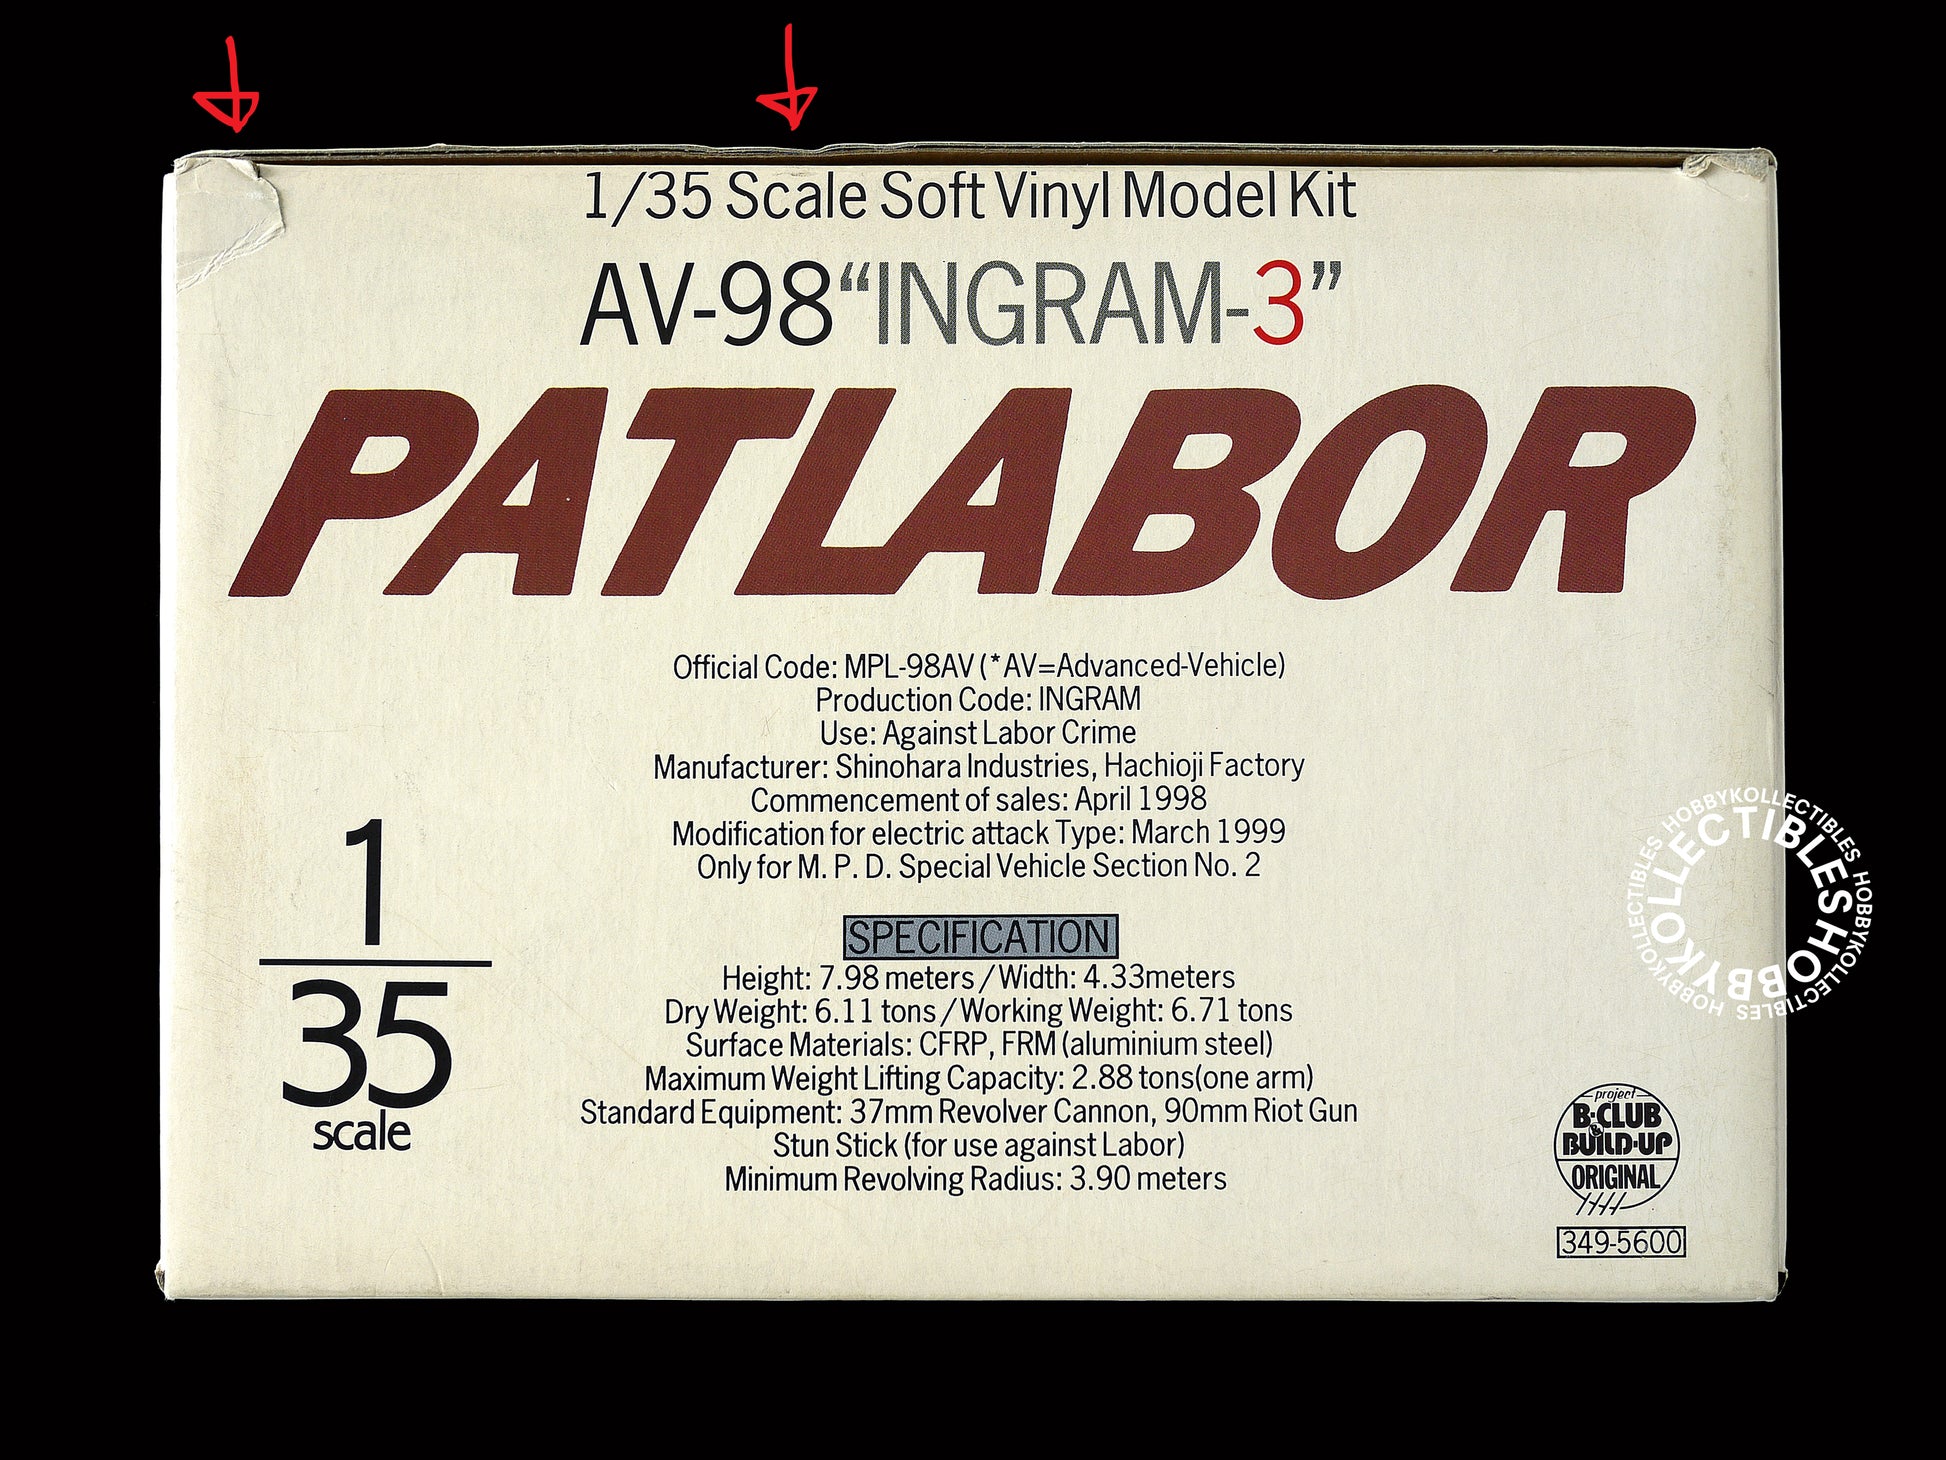 1/35 Scale Soft Vinyl Model Kit
AV-98“INGRAM-3”
PATLABOR
Official Code: MPL-98AV (*AV=Advanced-Vehicle)
Production Code: INGRAM
Use: Against Labor Crime
Manufacturer: Shinohara Industries, Hachioji Factory
Commencement of sales: April 1998
Modification for electric attack Type: March 1999
Only for M. P. D. Special Vehicle Section No. 2
1
35
scale
SPECIFICATION
Height: 7.98 meters / Width: 4.33meters
Dry Weight: 6.11 tons / Working Weight: 6.71 tons
Surface Materials: CFRP, FRM (aluminium steel)
Maximum Weight Lifting Capacity: 2.88 tons(one arm)
Standard Equipment: 37mm Revolver Cannon, 90mm Riot Gun
Stun Stick (for use against Labor)
Minimum Revolving Radius: 3.90 meters
HOBBYKOLLECTIBLES HOBBYKOLLECTIBLES HOBBYKOLLECTIBLES
HOBBYKOLLECTIBLES
project
B-CLUB
&
BUILD-UP
ORIGINAL
349-5600